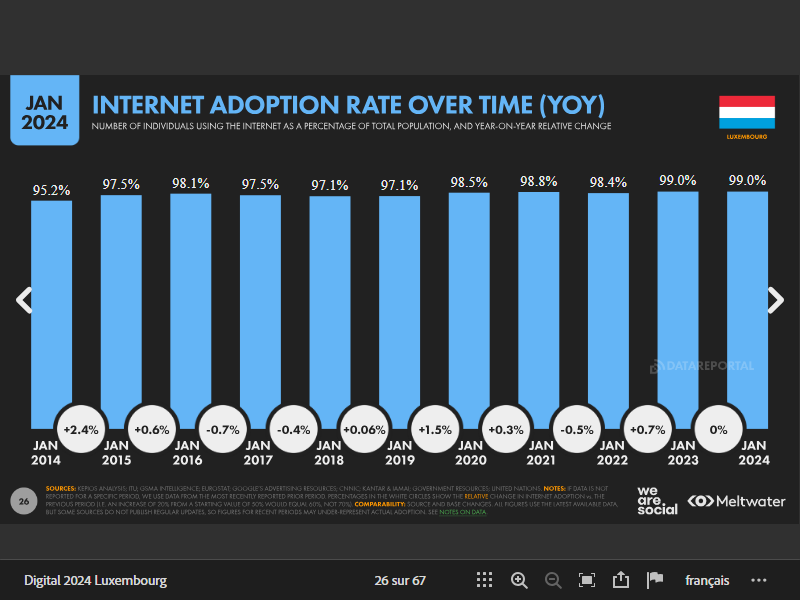 JAN
2024
INTERNET ADOPTION RATE OVER TIME (YOY)
NUMBER OF INDIVIDUALS USING THE INTERNET AS A PERCENTAGE OF TOTAL POPULATION, AND YEAR-ON-YEAR RELATIVE CHANGE
LUXEMBOURG
95.2% 97.5% 98.1% 97.5% 97.1% 97.1% 98.5% 98.8% 98.4% 99.0% 99.0%
DATAREPORTAL
+2.4% +0.6% -0.7% -0.4% +0.06% +1.5% +0.3% -0.5% +0.7% 0%
JAN JAN JAN JAN JAN JAN JAN JAN JAN JAN JAN
2014 2015 2016 2017 2018 2019 2020 2021 2022 2023 2024
26
SOURCES: KEPIOS ANALYSIS; ITU; GSMA INTELLIGENCE; EUROSTAT; GOOGLE'S ADVERTISING RESOURCES; CNNIC; KANTAR & IAMAI; GOVERNMENT RESOURCES; UNITED NATIONS. NOTES: IF DATA IS NOT
REPORTED FOR A SPECIFIC PERIOD, WE USE DATA FROM THE MOST RECENTLY REPORTED PRIOR PERIOD. PERCENTAGES IN THE WHITE CIRCLES SHOW THE RELATIVE CHANGE IN INTERNET ADOPTION vs. THE
PREVIOUS PERIOD (I.E. AN INCREASE OF 20% FROM A STARTING VALUE OF 50% WOULD EQUAL 60%, NOT 70%). COMPARABILITY: SOURCE AND BASE CHANGES. ALL FIGURES USE THE LATEST AVAILABLE DATA,
BUT SOME SOURCES DO NOT PUBLISH REGULAR UPDATES, SO FIGURES FOR RECENT PERIODS MAY UNDER-REPRESENT ACTUAL ADOPTION. SEE NOTES ON DATA.
we
are.
social
Meltwater
Digital 2024 Luxembourg
26 sur 67
français